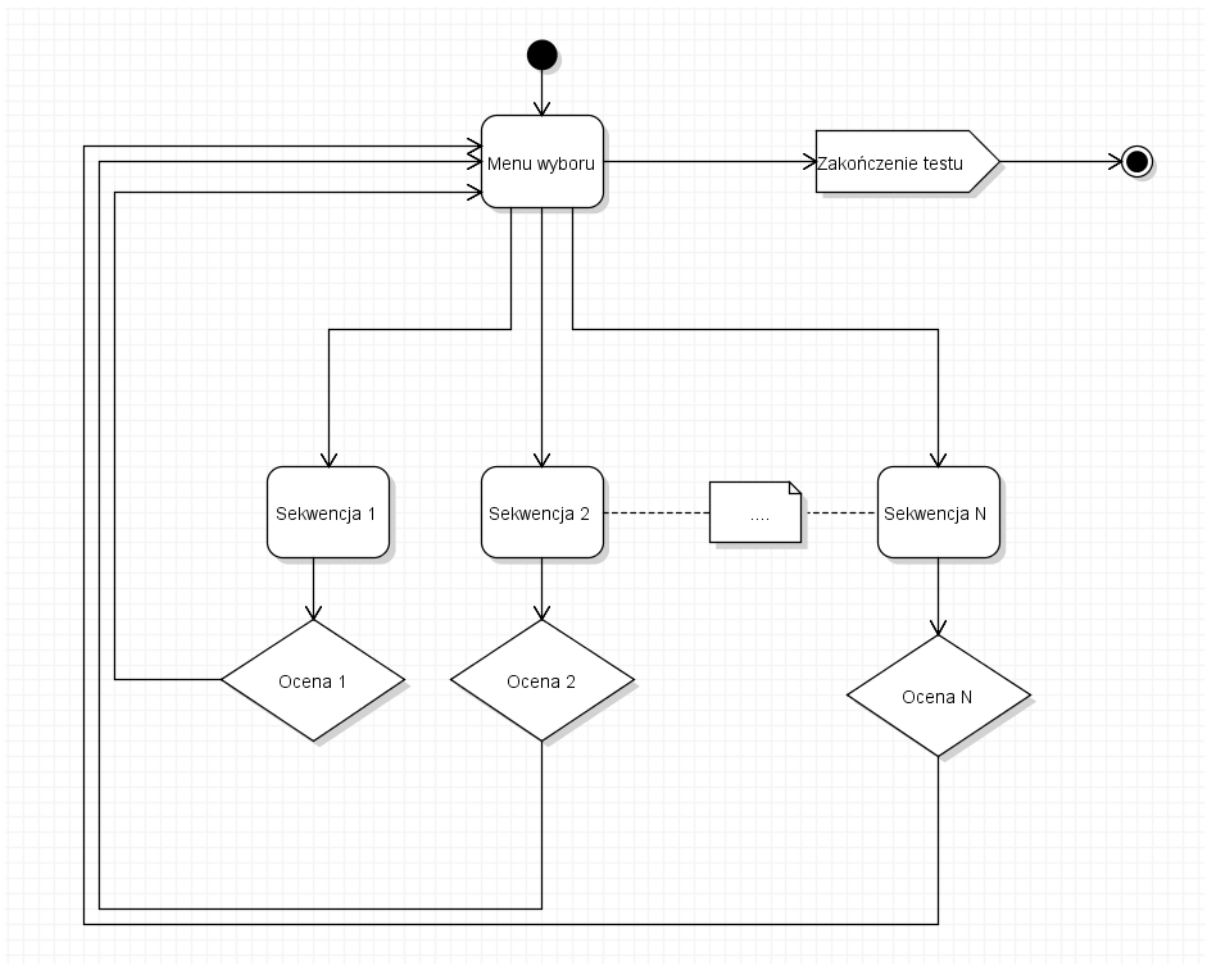 Menu wyboru
Zakończenie testu
Sekwencja 1
Sekwencja 2
....
Sekwencja N
Ocena 1
Ocena 2
Ocena N